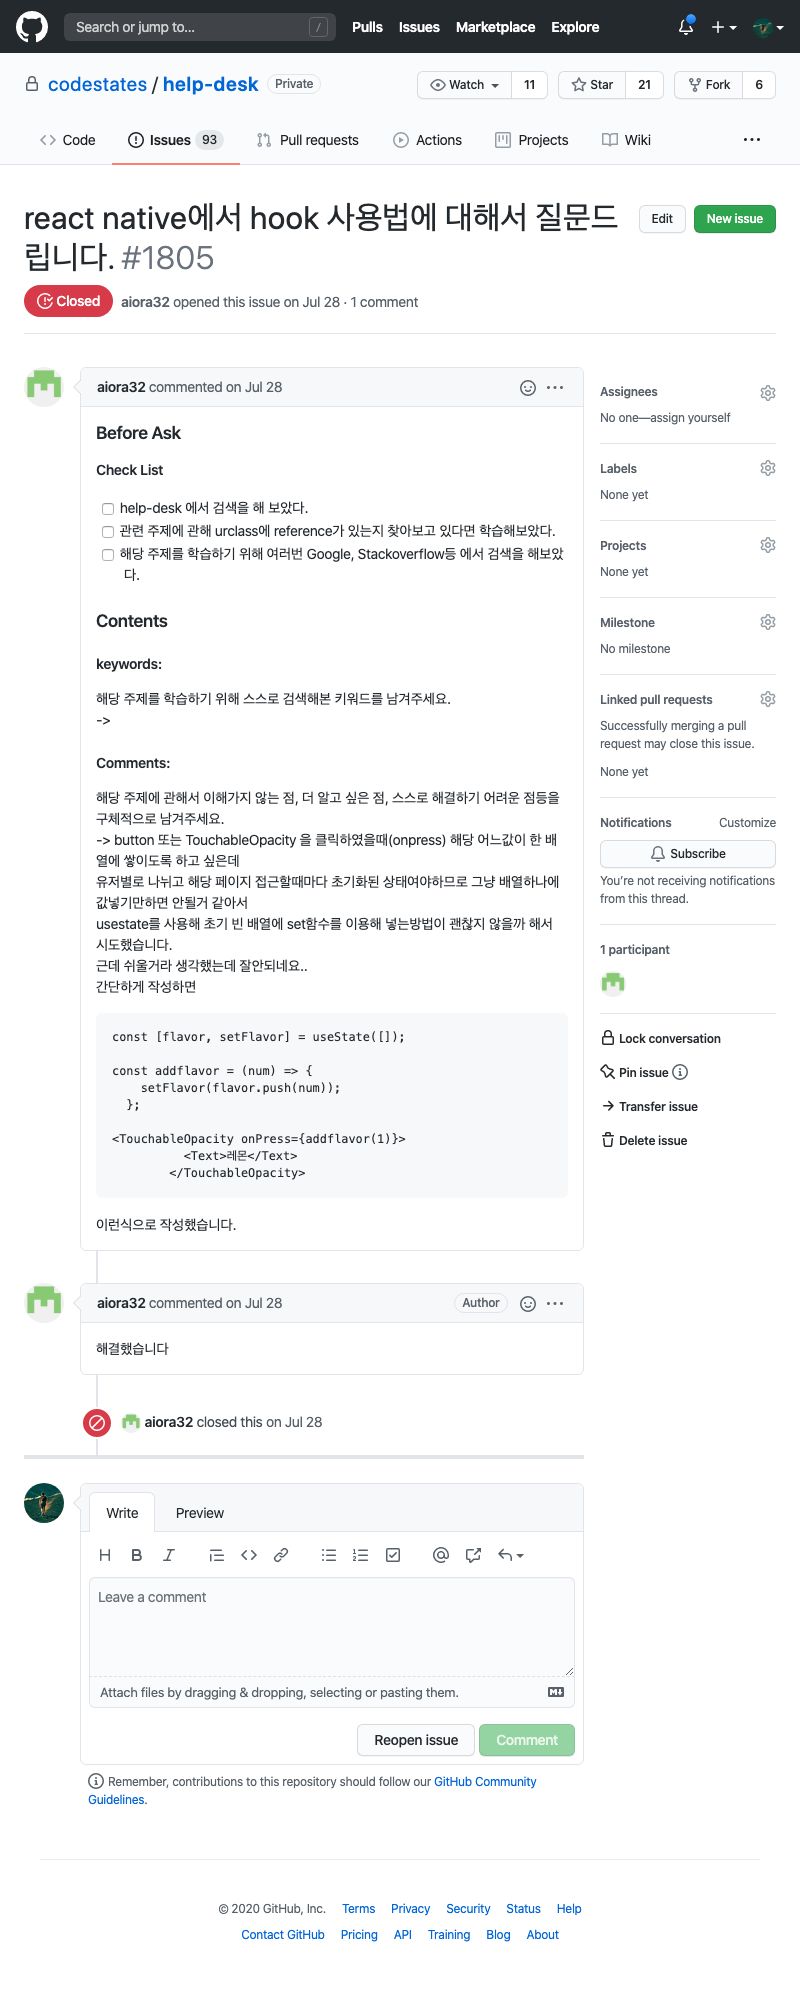 Search or jump to... /
Pulls Issues Marketplace Explore
codestates / help-desk Private
Watch 11 Star 21 Fork 6
Code Issues 93 Pull requests Actions Projects Wiki ...
react native에서 hook 사용법에 대해서 질문드
립니다. #1805
Edit New issue
Closed aiora32 opened this issue on Jul 28 · 1 comment
aiora32 commented on Jul 28
Before Ask
Check List
help-desk 에서 검색을 해 보았다.
관련 주제에 관해 urclass에 reference가 있는지 찾아보고 있다면 학습해보았다.
해당 주제를 학습하기 위해 여러번 Google, Stackoverflow등 에서 검색을 해보았
다.
Contents
keywords:
해당 주제를 학습하기 위해 스스로 검색해본 키워드를 남겨주세요.
->
Comments:
해당 주제에 관해서 이해가지 않는 점, 더 알고 싶은 점, 스스로 해결하기 어려운 점등을
구체적으로 남겨주세요.
-> button 또는 TouchableOpacity 을 클릭하였을때(onpress) 해당 어느값이 한 배
열에 쌓이도록 하고 싶은데
유저별로 나뉘고 해당 페이지 접근할때마다 초기화된 상태여야하므로 그냥 배열하나에
값넣기만하면 안될거 같아서
usestate를 사용해 초기 빈 배열에 set함수를 이용해 넣는방법이 괜찮지 않을까 해서
시도했습니다.
근데 쉬울거라 생각했는데 잘안되네요..
간단하게 작성하면
const [flavor, setFlavor] = useState([]);
const addflavor = (num) => {
setFlavor(flavor.push(num));
};
<TouchableOpacity onPress={addflavor(1)}>
<Text>레몬</Text>
</TouchableOpacity>
이런식으로 작성했습니다.
Assignees
No one—assign yourself
Labels
None yet
Projects
None yet
Milestone
No milestone
Linked pull requests
Successfully merging a pull
request may close this issue.
None yet
Notifications Customize
Subscribe
You're not receiving notifications
from this thread.
1 participant
Lock conversation
Pin issue
Transfer issue
Delete issue
aiora32 commented on Jul 28 Author
해결했습니다
aiora32 closed this on Jul 28
Write Preview
Leave a comment
Attach files by dragging & dropping, selecting or pasting them.
Reopen issue Comment
Remember, contributions to this repository should follow our GitHub Community
Guidelines.
© 2020 GitHub, Inc. Terms Privacy Security Status Help
Contact GitHub Pricing API Training Blog About